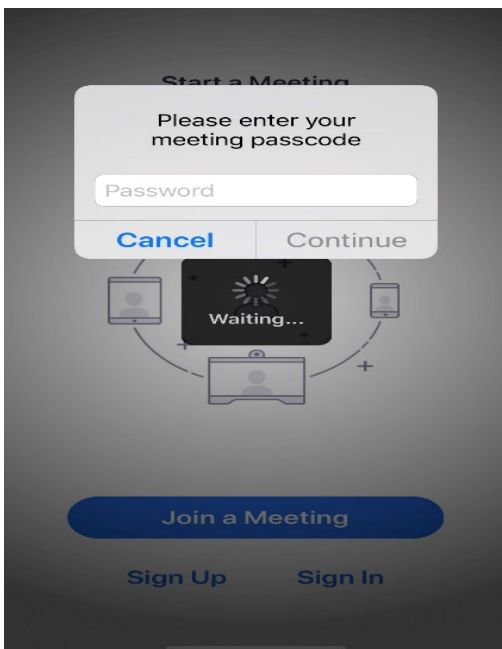 Start a Meeting
Please enter your
meeting passcode
Password
Cancel Continue
Waiting...
Join a Meeting
Sign Up Sign In